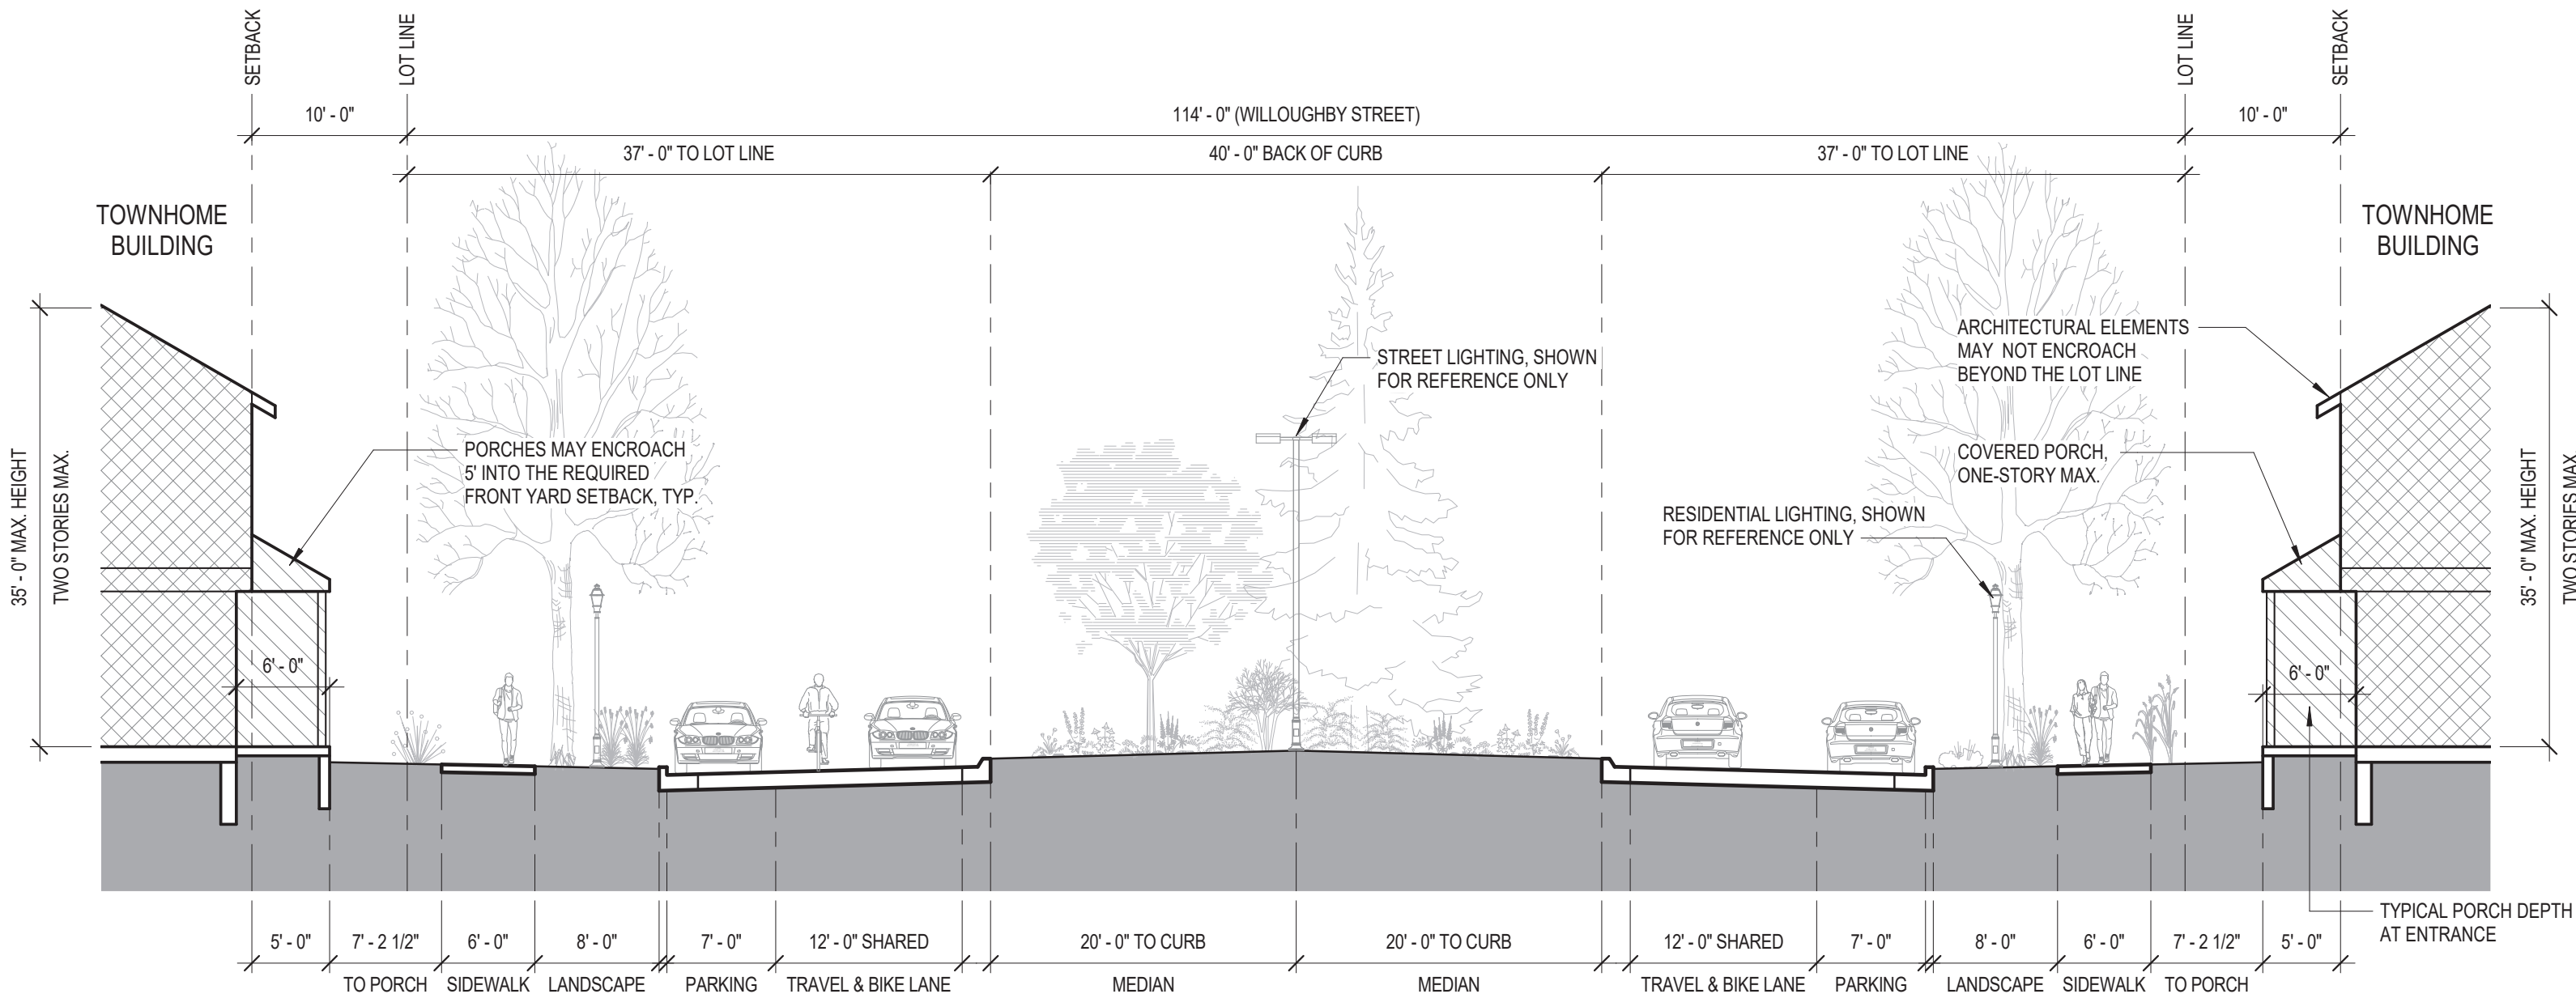 SETBACK
LOT LINE
LOT LINE
SETBACK
10' - 0"
114' - 0" (WILLOUGHBY STREET)
10' - 0"
37' - 0" TO LOT LINE
40' - 0" BACK OF CURB
37' - 0" TO LOT LINE
TOWNHOME
BUILDING
TOWNHOME
BUILDING
ARCHITECTURAL ELEMENTS
MAY NOT ENCROACH
BEYOND THE LOT LINE
STREET LIGHTING, SHOWN
FOR REFERENCE ONLY
PORCHES MAY ENCROACH
5' INTO THE REQUIRED
FRONT YARD SETBACK, TYP.
COVERED PORCH,
ONE-STORY MAX.
RESIDENTIAL LIGHTING, SHOWN
FOR REFERENCE ONLY
35' - 0" MAX. HEIGHT
TWO STORIES MAX.
35' - 0" MAX. HEIGHT
TWO STORIES MAX.
6' - 0"
6' - 0"
TYPICAL PORCH DEPTH
AT ENTRANCE
5' - 0"
7' - 2 1/2"
6' - 0"
8' - 0"
7' - 0"
12' - 0" SHARED
20' - 0" TO CURB
20' - 0" TO CURB
12' - 0" SHARED
7' - 0"
8' - 0"
6' - 0"
7' - 2 1/2"
5' - 0"
TO PORCH
SIDEWALK
LANDSCAPE
PARKING
TRAVEL & BIKE LANE
MEDIAN
MEDIAN
TRAVEL & BIKE LANE
PARKING
LANDSCAPE
SIDEWALK
TO PORCH